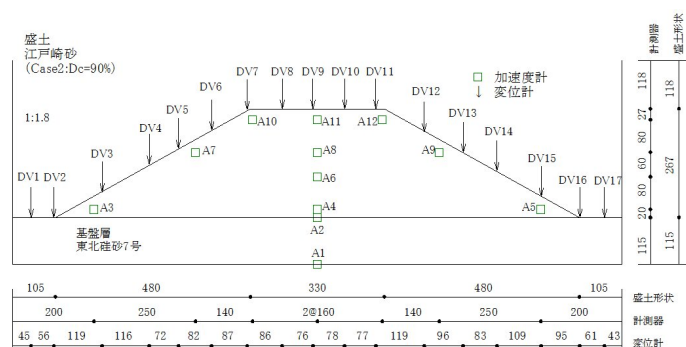 盛土
江戸崎砂
(Case2:Dc=90%)
1:1.8
DV1 DV2 DV3 DV4 DV5 DV6 DV7 DV8 DV9 DV10 DV11 DV12 DV13 DV14 DV15 DV16 DV17
加速度計
変位計
A10 A11 A12
A7 A8 A9
A6
A3 A4 A5
A2
A1
基盤層
東北硅砂7号
計測器
盛土形状
118 27 80 60 80 20 115
118 267 115
105 480 330 480 105 盛土形状
200 250 140 2@160 140 250 200 計測器
45 56 119 116 72 82 87 86 76 78 77 119 96 83 109 95 61 43 変位計